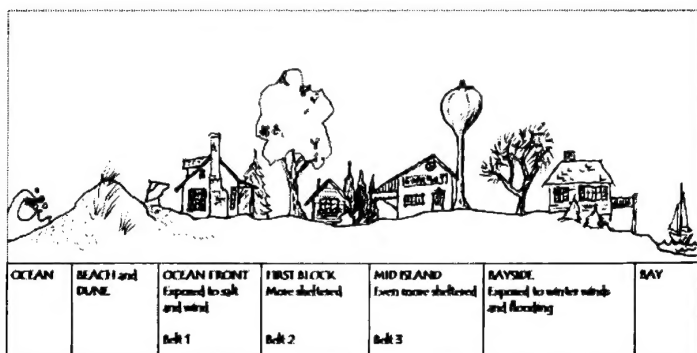 OCEAN
BEACH and
DUNE
OCEAN FRONT
Exposed to salt
and wind
Belt 1
FIRST BLOCK
More sheltered
Belt 2
MID ISLAND
Even more sheltered
Belt 3
BAYSIDE
Exposed to winter winds
and flooding
BAY